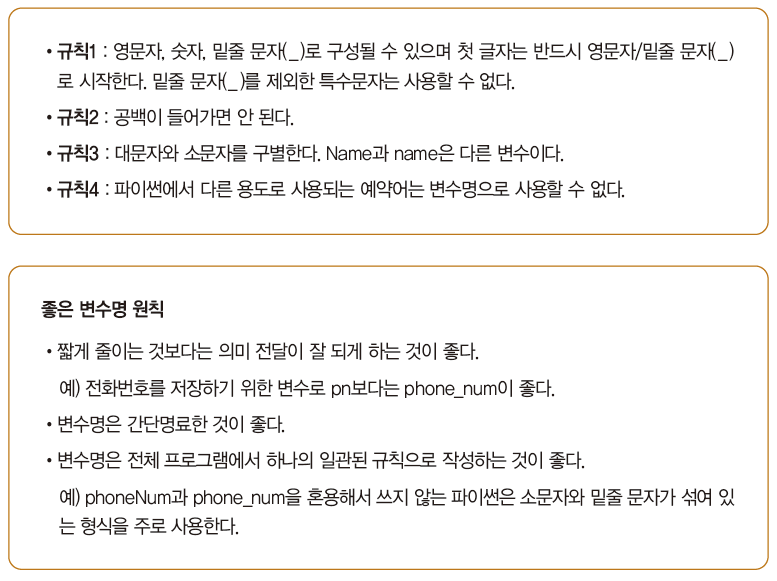 • 규칙1 : 영문자, 숫자, 밑줄 문자(_)로 구성될 수 있으며 첫 글자는 반드시 영문자/밑줄 문자(_)
로 시작한다. 밑줄 문자(_)를 제외한 특수문자는 사용할 수 없다.
• 규칙2 : 공백이 들어가면 안 된다.
• 규칙3 : 대문자와 소문자를 구별한다. Name과 name은 다른 변수이다.
• 규칙4 : 파이썬에서 다른 용도로 사용되는 예약어는 변수명으로 사용할 수 없다.
좋은 변수명 원칙
• 짧게 줄이는 것보다는 의미 전달이 잘 되게 하는 것이 좋다.
예) 전화번호를 저장하기 위한 변수로 pn보다는 phone_num이 좋다.
• 변수명은 간단명료한 것이 좋다.
• 변수명은 전체 프로그램에서 하나의 일관된 규칙으로 작성하는 것이 좋다.
예) phoneNum과 phone_num을 혼용해서 쓰지 않는 파이썬은 소문자와 밑줄 문자가 섞여 있
는 형식을 주로 사용한다.